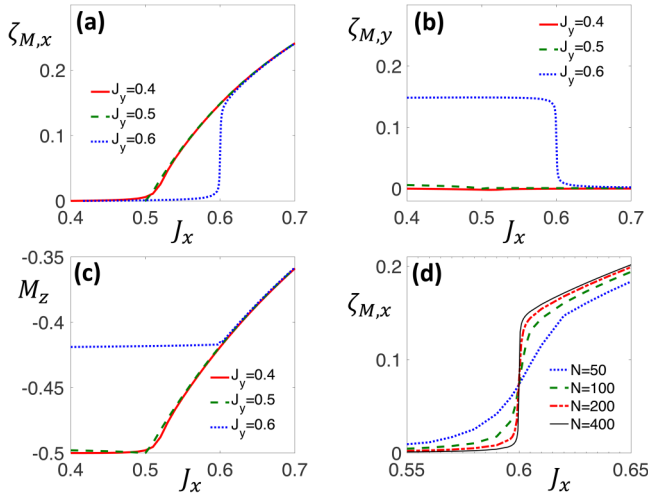 (a)
ζ_{M,x}
0.2
0.1
0
J_y=0.4
J_y=0.5
J_y=0.6
0.4 0.5 0.6 0.7
J_x
(b)
ζ_{M,y}
0.2
0.1
0
J_y=0.4
J_y=0.5
J_y=0.6
0.4 0.5 0.6 0.7
J_x
(c)
M_z
-0.35
-0.4
-0.45
-0.5
J_y=0.4
J_y=0.5
J_y=0.6
0.4 0.5 0.6 0.7
J_x
(d)
ζ_{M,x}
0.2
0.1
0
N=50
N=100
N=200
N=400
0.55 0.6 0.65
J_x